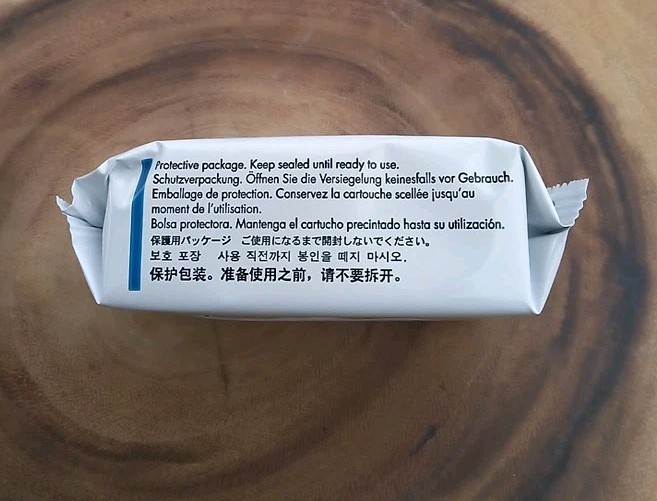 Protective package. Keep sealed until ready to use.
Schutzverpackung. Öffnen Sie die Versiegelung keinesfalls vor Gebrauch.
Emballage de protection. Conservez la cartouche scellée jusqu'au
moment de l'utilisation.
Bolsa protectora. Mantenga el cartucho precintado hasta su utilización.
保護用パッケージ ご使用になるまで開封しないでください。
보호 포장 사용 직전까지 봉인을 떼지 마시오.
保护包装。准备使用之前，请不要拆开。